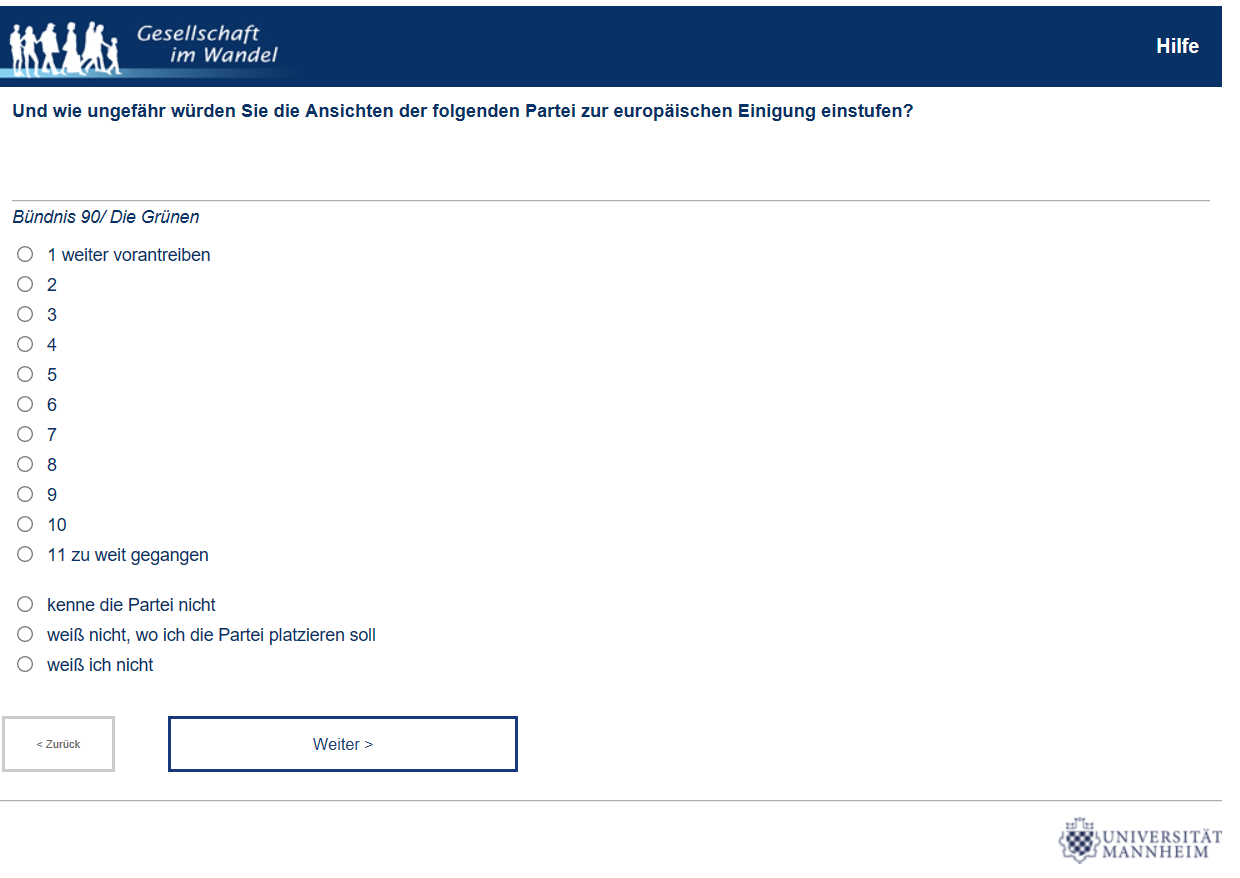 Gesellschaft
im Wandel
Hilfe
Und wie ungefähr würden Sie die Ansichten der folgenden Partei zur europäischen Einigung einstufen?
Bündnis 90/ Die Grünen
1 weiter vorantreiben
2
3
4
5
6
7
8
9
10
11 zu weit gegangen
kenne die Partei nicht
weiß nicht, wo ich die Partei platzieren soll
weiß ich nicht
< Zurück
Weiter >
UNIVERSITÄT
MANNHEIM